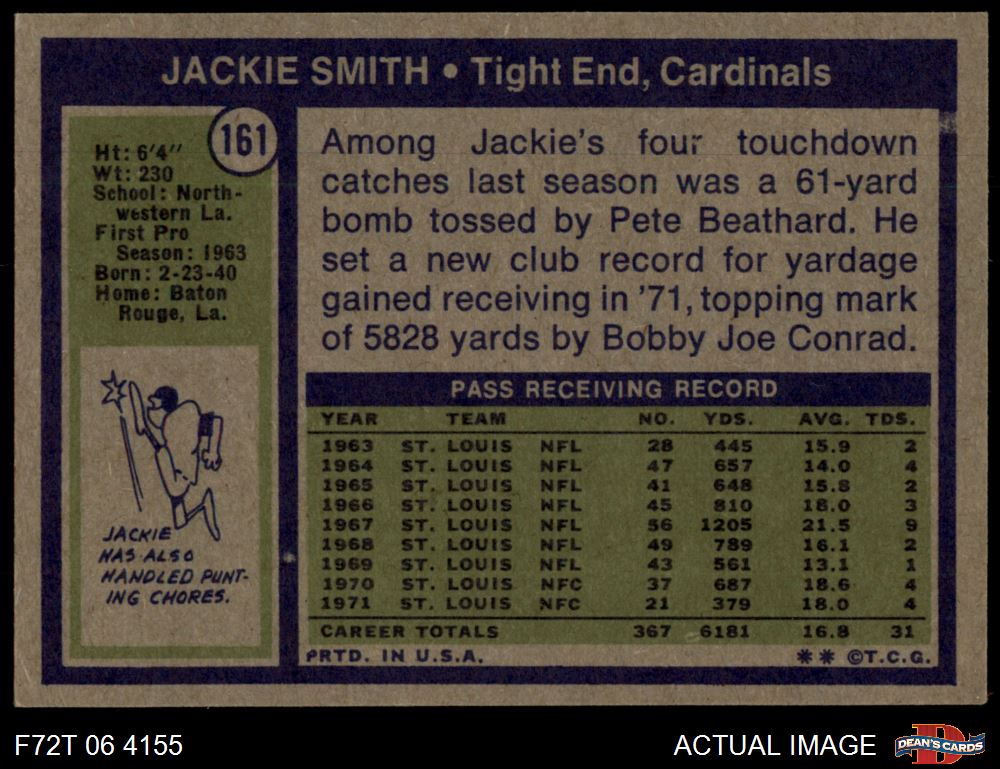 JACKIE SMITH • Tight End, Cardinals
161
Ht: 6'4"
Wt: 230
School: North-
western La.
First Pro
Season: 1963
Born: 2-23-40
Home: Baton
Rouge, La.
JACKIE
HAS ALSO
HANDLED PUNT-
ING CHORES.
Among Jackie's four touchdown
catches last season was a 61-yard
bomb tossed by Pete Beathard. He
set a new club record for yardage
gained receiving in '71, topping mark
of 5828 yards by Bobby Joe Conrad.
PASS RECEIVING RECORD
YEAR TEAM NO. YDS. AVG. TDS.
1963 ST. LOUIS NFL 28 445 15.9 2
1964 ST. LOUIS NFL 47 657 14.0 4
1965 ST. LOUIS NFL 41 648 15.8 2
1966 ST. LOUIS NFL 45 810 18.0 3
1967 ST. LOUIS NFL 56 1205 21.5 9
1968 ST. LOUIS NFL 49 789 16.1 2
1969 ST. LOUIS NFL 43 561 13.1 1
1970 ST. LOUIS NFC 37 687 18.6 4
1971 ST. LOUIS NFC 21 379 18.0 4
CAREER TOTALS 367 6181 16.8 31
PRTD. IN U.S.A. ** ©T.C.G.
F72T 06 4155
ACTUAL IMAGE
D
DEAN'S CARDS